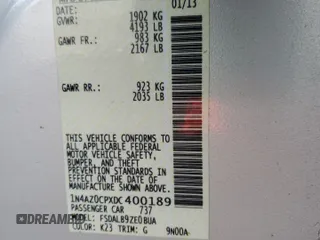 DATE: 01/13
GVWR: 1902 KG
4193 LB
GAWR FR.: 983 KG
2167 LB
GAWR RR.: 923 KG
2035 LB
THIS VEHICLE CONFORMS TO
ALL APPLICABLE FEDERAL
MOTOR VEHICLE SAFETY,
BUMPER, AND THEFT
PREVENTION STANDARDS IN
EFFECT ON THE DATE OF
MANUFACTURE SHOWN ABOVE.
1N4AZ0CPXDC400189
PASSENGER CAR 737
MODEL: FSDALB9ZE0BUA
COLOR: K23 TRIM: G 9N00A